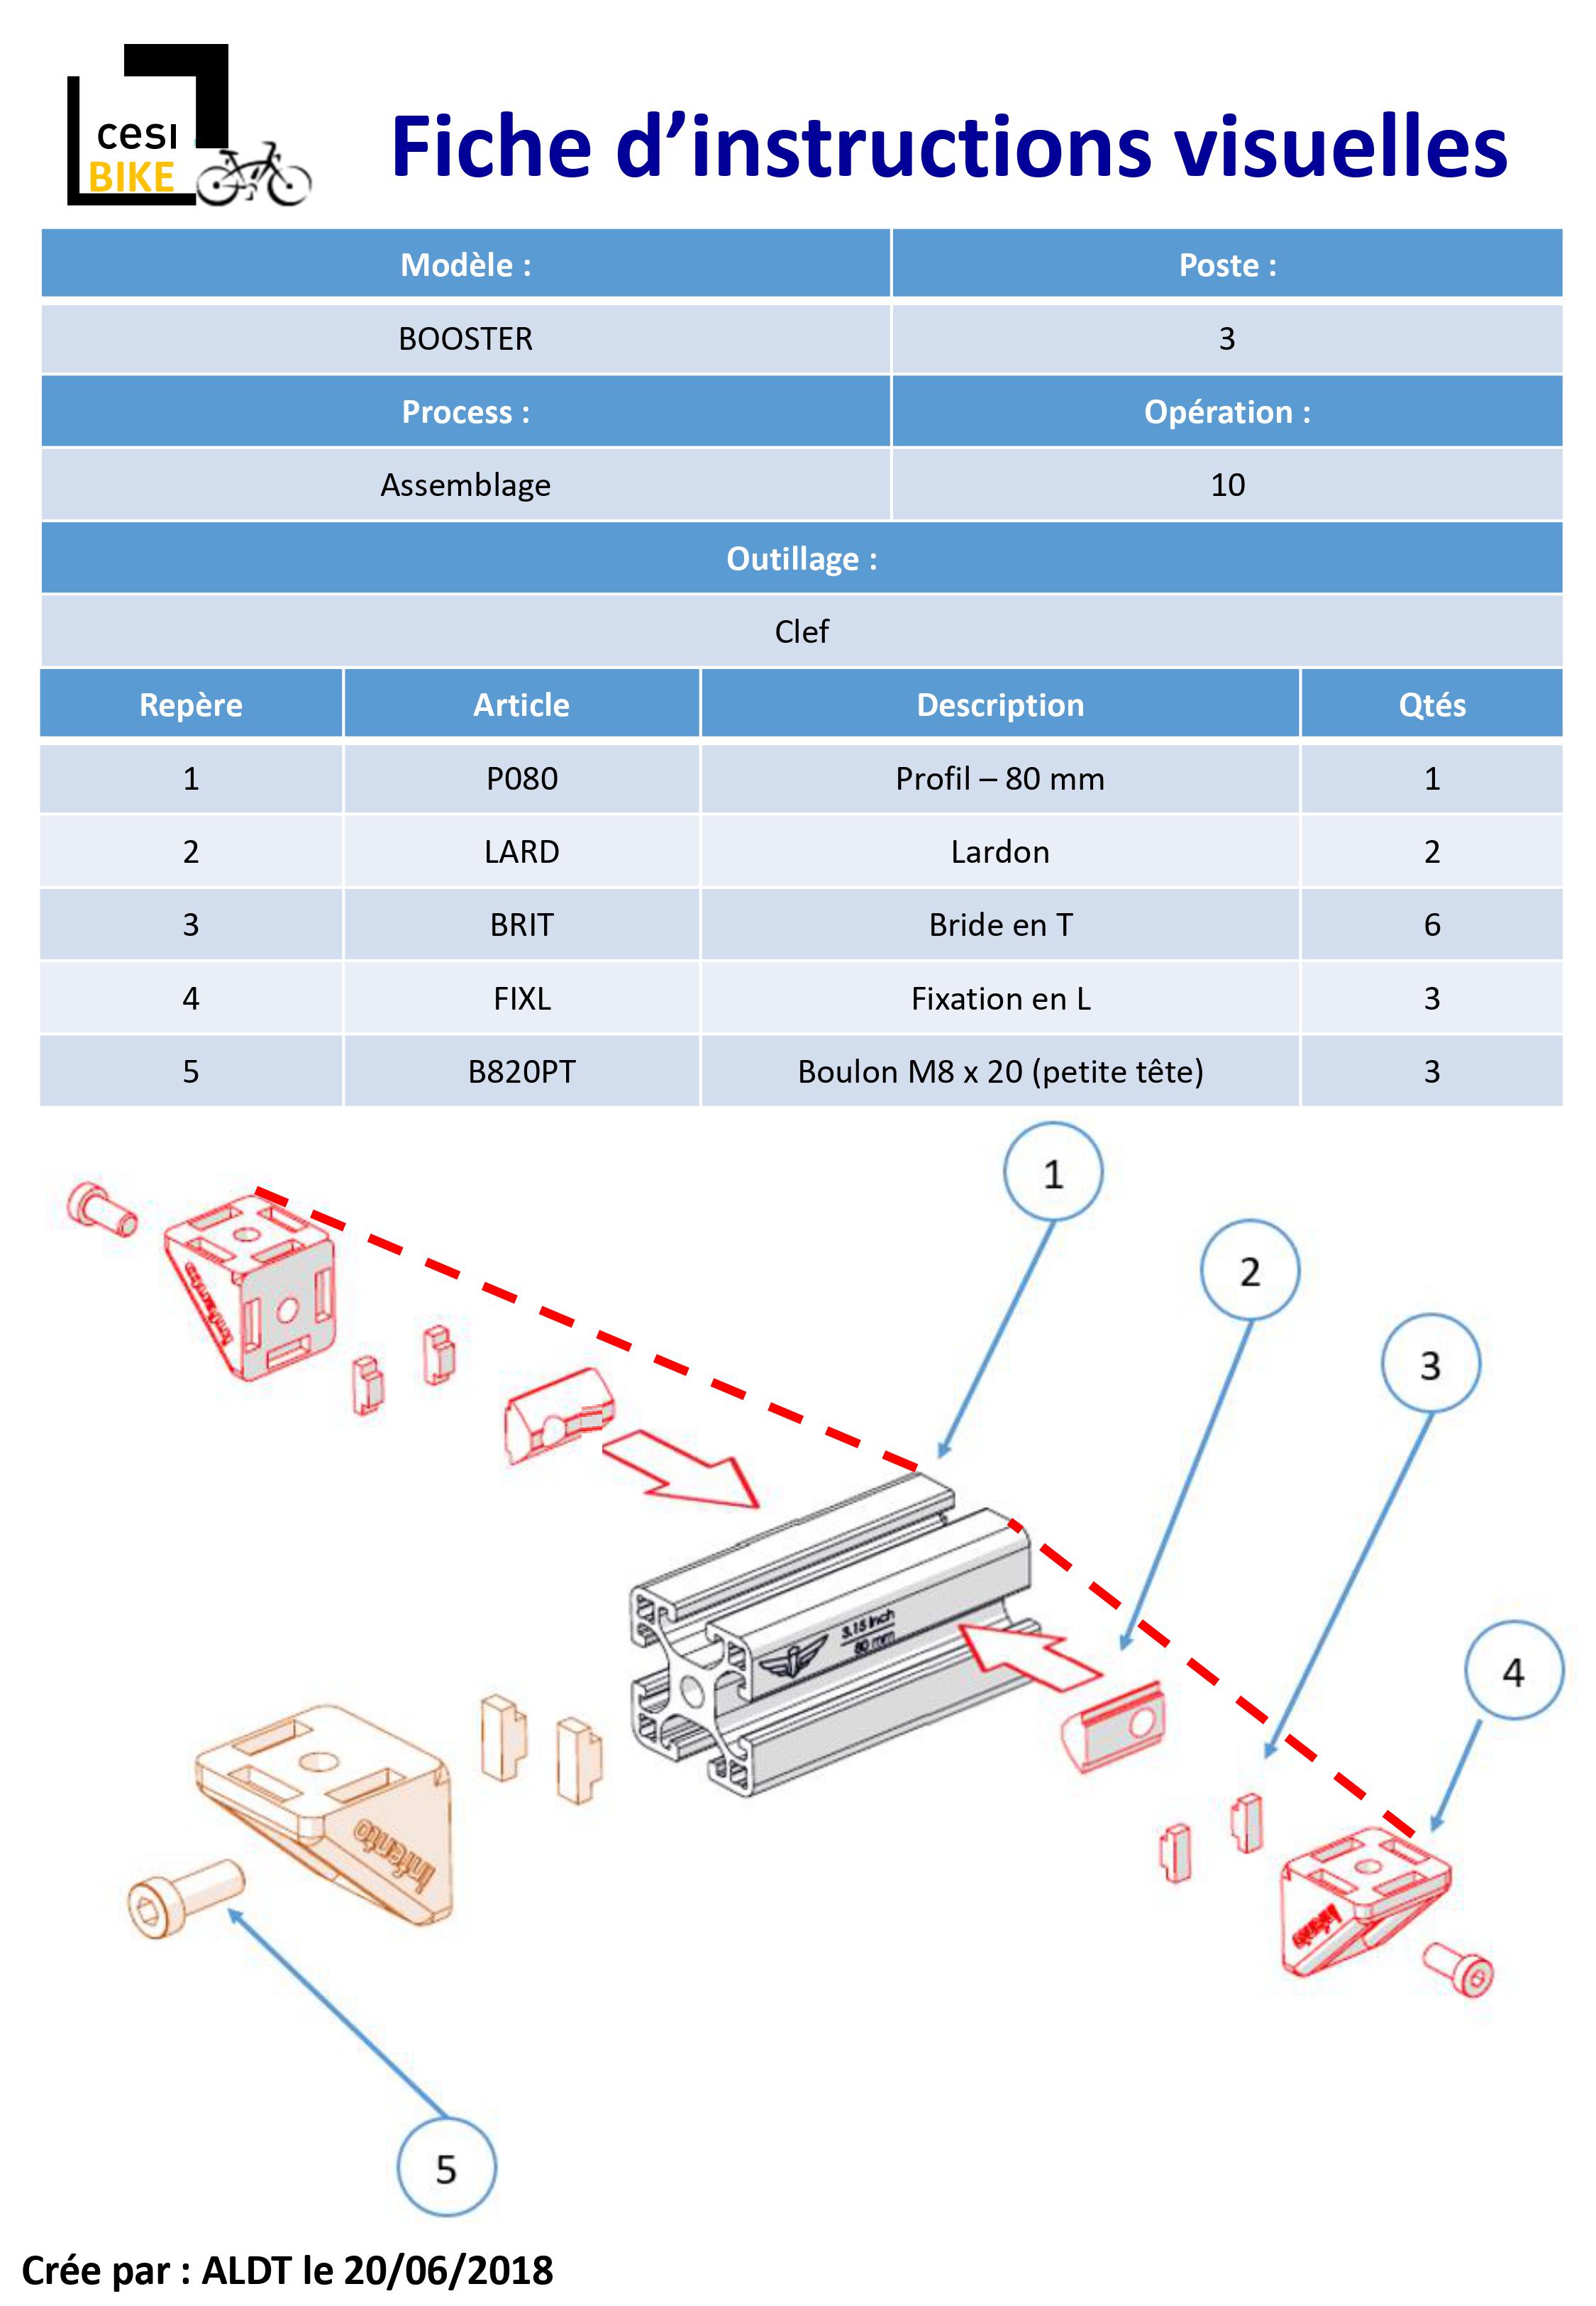 cesi
BIKE
Fiche d’instructions visuelles
Modèle : Poste :
BOOSTER 3
Process : Opération :
Assemblage 10
Outillage :
Clef
Repère Article Description Qtés
1 P080 Profil – 80 mm 1
2 LARD Lardon 2
3 BRIT Bride en T 6
4 FIXL Fixation en L 3
5 B820PT Boulon M8 x 20 (petite tête) 3
1
2
3
infento
3.15 inch
80 mm
4
infento
infento
5
Crée par : ALDT le 20/06/2018